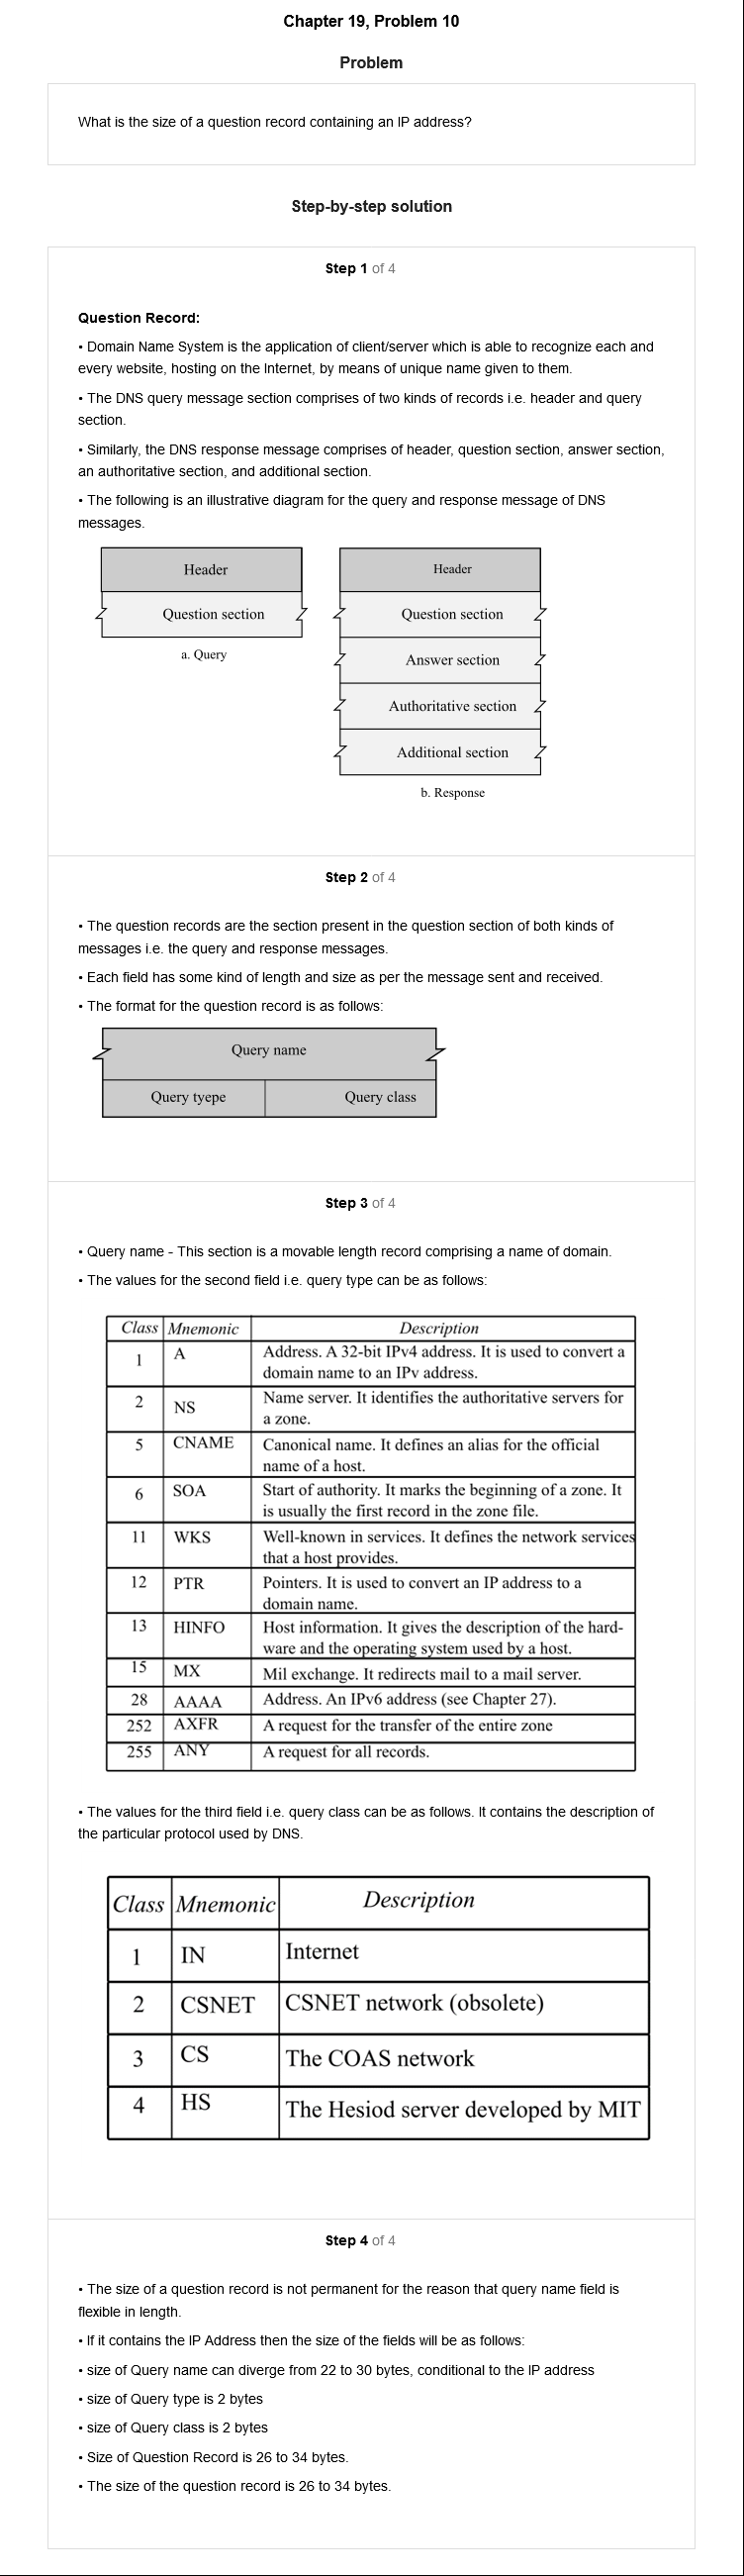 Chapter 19, Problem 10
Problem
What is the size of a question record containing an IP address?
Step-by-step solution
Step 1 of 4
Question Record:
• Domain Name System is the application of client/server which is able to recognize each and
every website, hosting on the Internet, by means of unique name given to them.
• The DNS query message section comprises of two kinds of records i.e. header and query
section.
• Similarly, the DNS response message comprises of header, question section, answer section,
an authoritative section, and additional section.
• The following is an illustrative diagram for the query and response message of DNS
messages.
Header
Question section
a. Query
Header
Question section
Answer section
Authoritative section
Additional section
b. Response
Step 2 of 4
• The question records are the section present in the question section of both kinds of
messages i.e. the query and response messages.
• Each field has some kind of length and size as per the message sent and received.
• The format for the question record is as follows:
Query name
Query tyepe Query class
Step 3 of 4
• Query name - This section is a movable length record comprising a name of domain.
• The values for the second field i.e. query type can be as follows:
Class Mnemonic Description
1 A Address. A 32-bit IPv4 address. It is used to convert a
domain name to an IPv address.
2 NS Name server. It identifies the authoritative servers for
a zone.
5 CNAME Canonical name. It defines an alias for the official
name of a host.
6 SOA Start of authority. It marks the beginning of a zone. It
is usually the first record in the zone file.
11 WKS Well-known in services. It defines the network services
that a host provides.
12 PTR Pointers. It is used to convert an IP address to a
domain name.
13 HINFO Host information. It gives the description of the hard-
ware and the operating system used by a host.
15 MX Mil exchange. It redirects mail to a mail server.
28 AAAA Address. An IPv6 address (see Chapter 27).
252 AXFR A request for the transfer of the entire zone
255 ANY A request for all records.
• The values for the third field i.e. query class can be as follows. It contains the description of
the particular protocol used by DNS.
Class Mnemonic Description
1 IN Internet
2 CSNET CSNET network (obsolete)
3 CS The COAS network
4 HS The Hesiod server developed by MIT
Step 4 of 4
• The size of a question record is not permanent for the reason that query name field is
flexible in length.
• If it contains the IP Address then the size of the fields will be as follows:
• size of Query name can diverge from 22 to 30 bytes, conditional to the IP address
• size of Query type is 2 bytes
• size of Query class is 2 bytes
• Size of Question Record is 26 to 34 bytes.
• The size of the question record is 26 to 34 bytes.